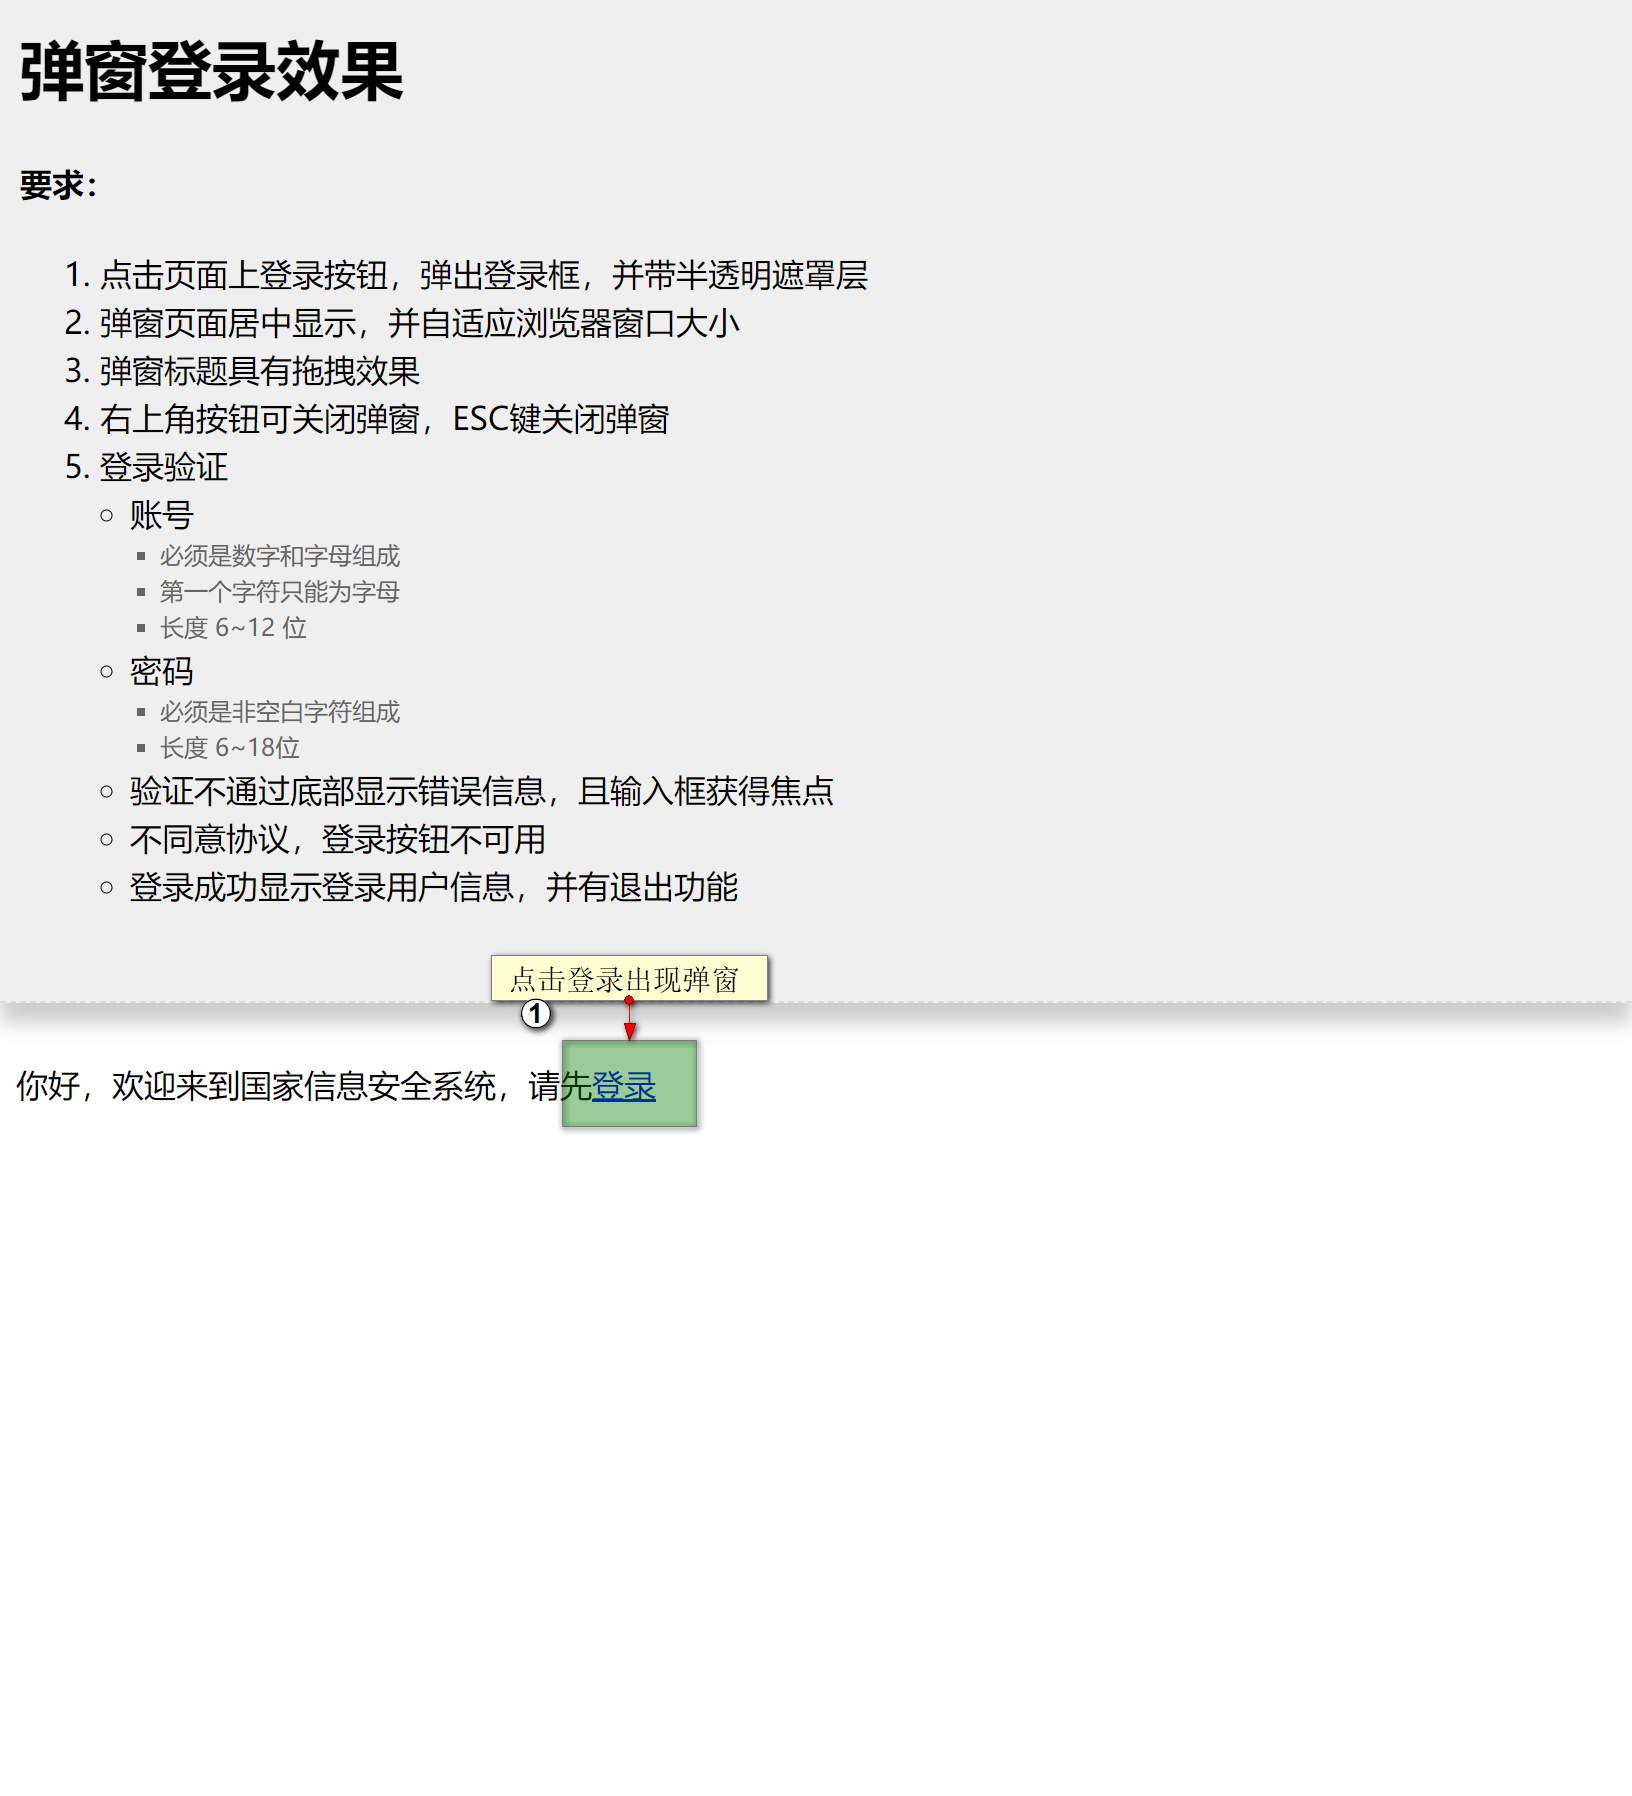 弹窗登录效果
要求：
1. 点击页面上登录按钮，弹出登录框，并带半透明遮罩层
2. 弹窗页面居中显示，并自适应浏览器窗口大小
3. 弹窗标题具有拖拽效果
4. 右上角按钮可关闭弹窗，ESC键关闭弹窗
5. 登录验证
账号
必须是数字和字母组成
第一个字符只能为字母
长度 6~12 位
密码
必须是非空白字符组成
长度 6~18位
验证不通过底部显示错误信息，且输入框获得焦点
不同意协议，登录按钮不可用
登录成功显示登录用户信息，并有退出功能
点击登录出现弹窗
1
你好，欢迎来到国家信息安全系统，请先登录